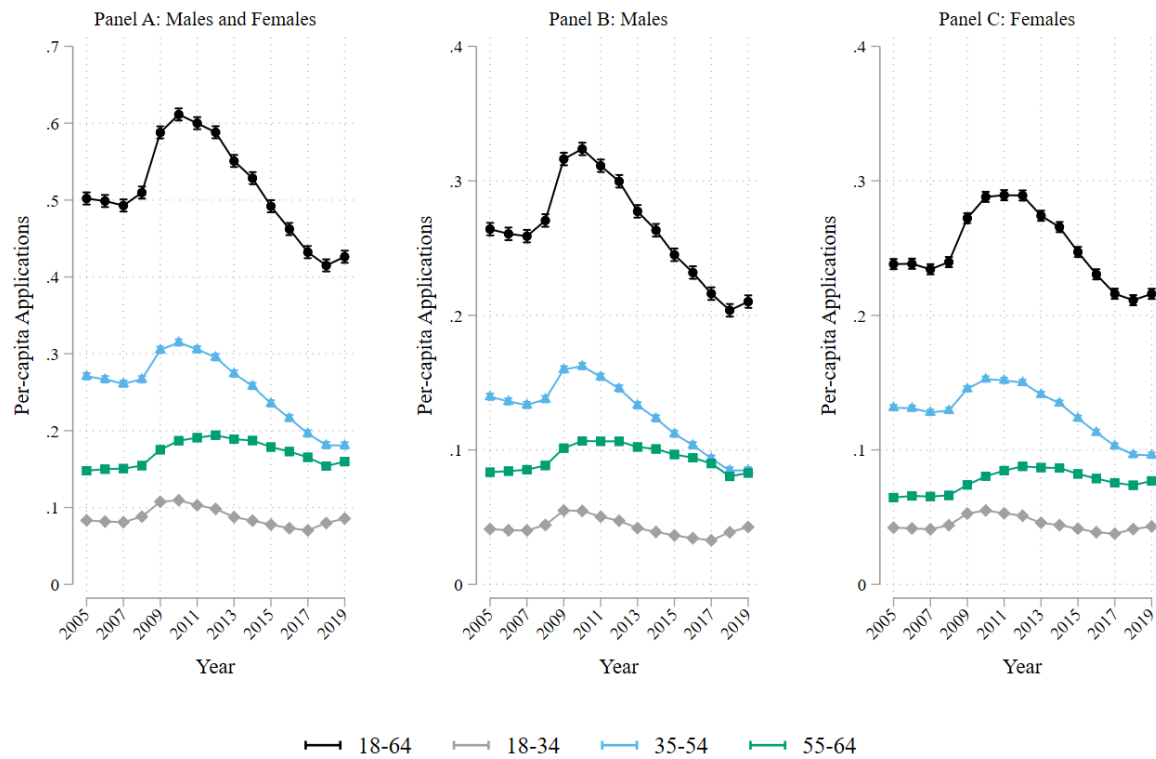 Panel A: Males and Females
Per-capita Applications
.7
.6
.5
.4
.3
.2
.1
0
2005 2007 2009 2011 2013 2015 2017 2019
Year
Panel B: Males
Per-capita Applications
.4
.3
.2
.1
0
2005 2007 2009 2011 2013 2015 2017 2019
Year
Panel C: Females
Per-capita Applications
.4
.3
.2
.1
0
2005 2007 2009 2011 2013 2015 2017 2019
Year
18-64 18-34 35-54 55-64